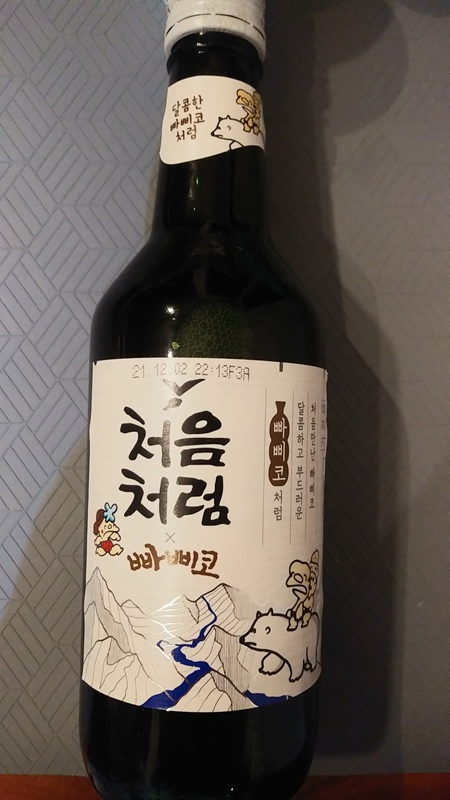 달콤한
빠삐코
처럼
21.12.02 22:13F3A
처음
처럼
×
빠삐코
처음 만난 빠삐코
달콤하고 부드러운
빠삐코처럼